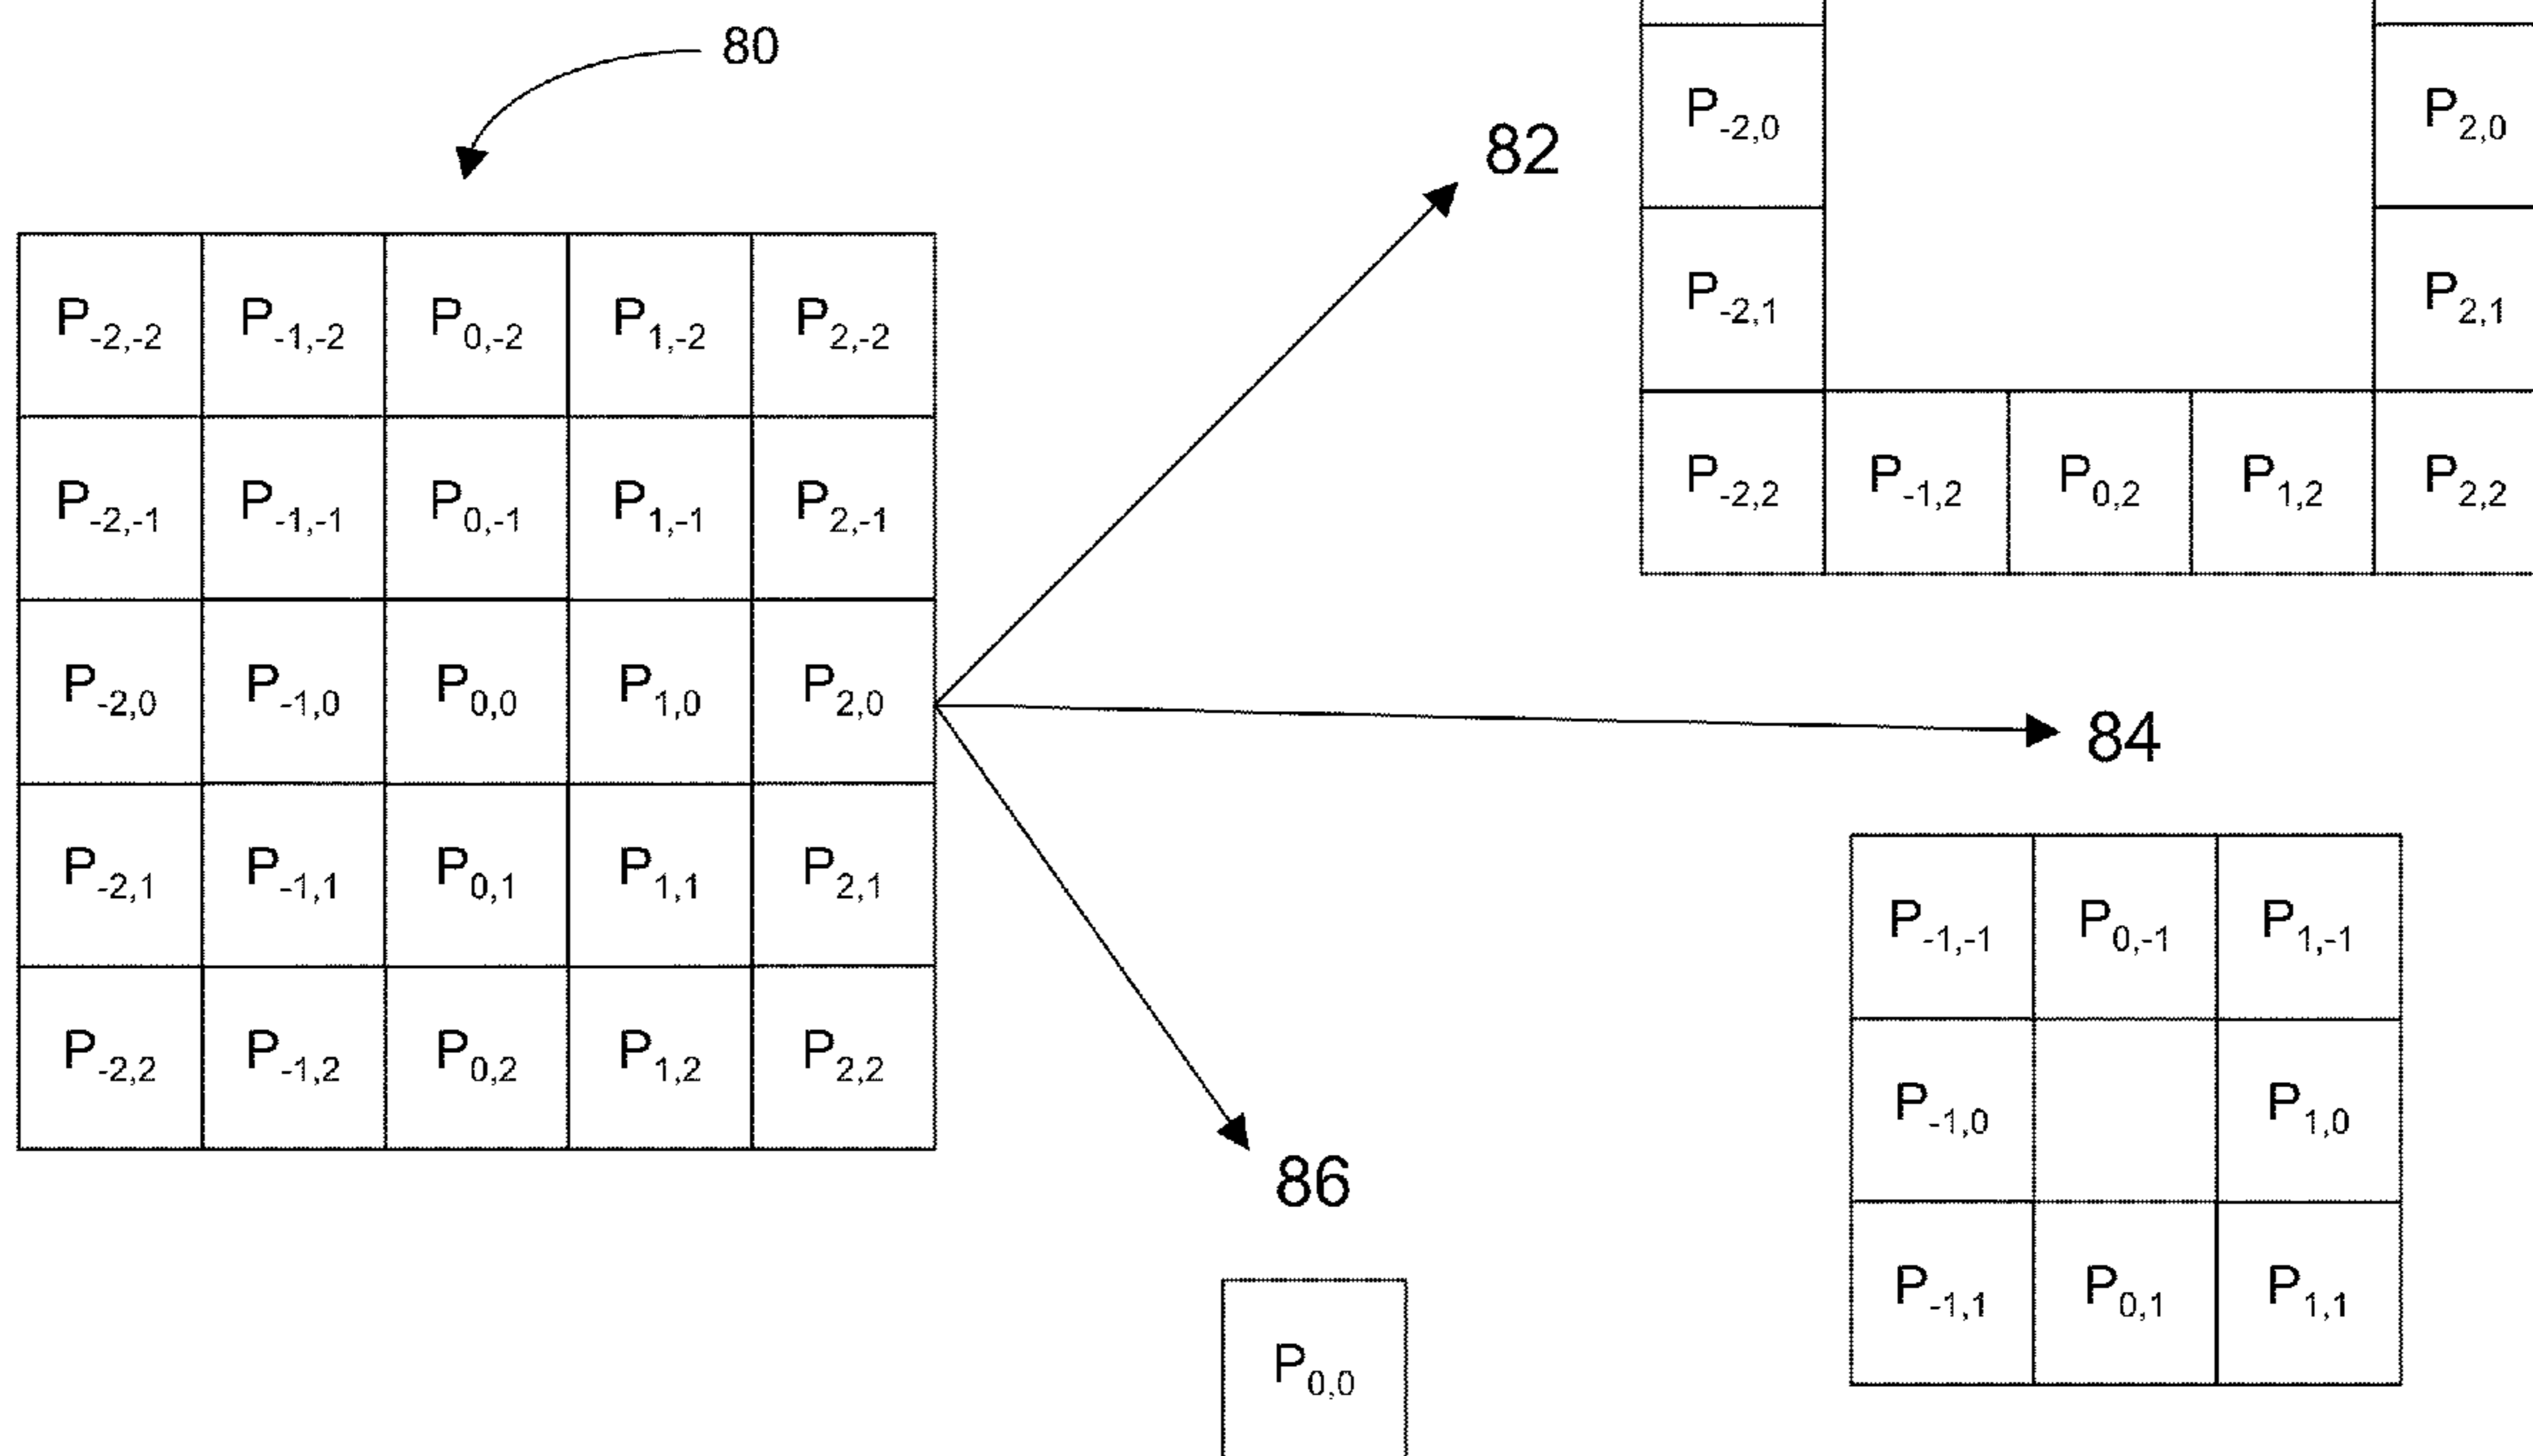 80
P-2,-2 P-1,-2 P0,-2 P1,-2 P2,-2
P-2,-1 P-1,-1 P0,-1 P1,-1 P2,-1
P-2,0 P-1,0 P0,0 P1,0 P2,0
P-2,1 P-1,1 P0,1 P1,1 P2,1
P-2,2 P-1,2 P0,2 P1,2 P2,2
82
P-2,0 P2,0
P-2,1 P2,1
P-2,2 P-1,2 P0,2 P1,2 P2,2
84
P-1,-1 P0,-1 P1,-1
P-1,0 P1,0
P-1,1 P0,1 P1,1
86
P0,0